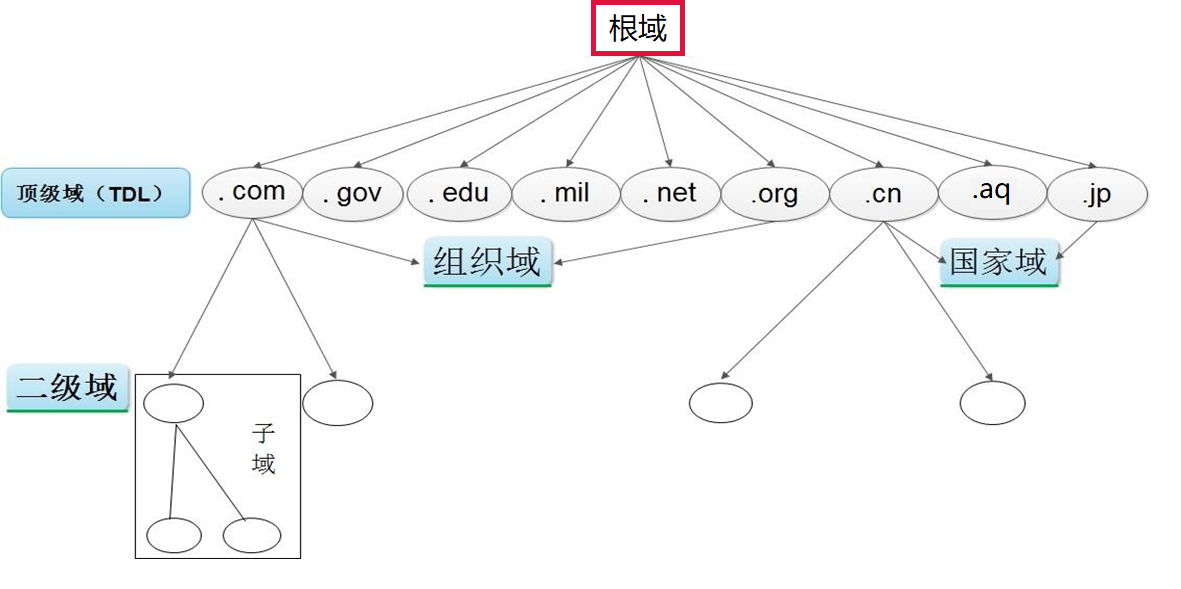 根域
顶级域（TDL）
. com
. gov
. edu
. mil
. net
.org
.cn
.aq
.jp
组织域
国家域
二级域
子
域